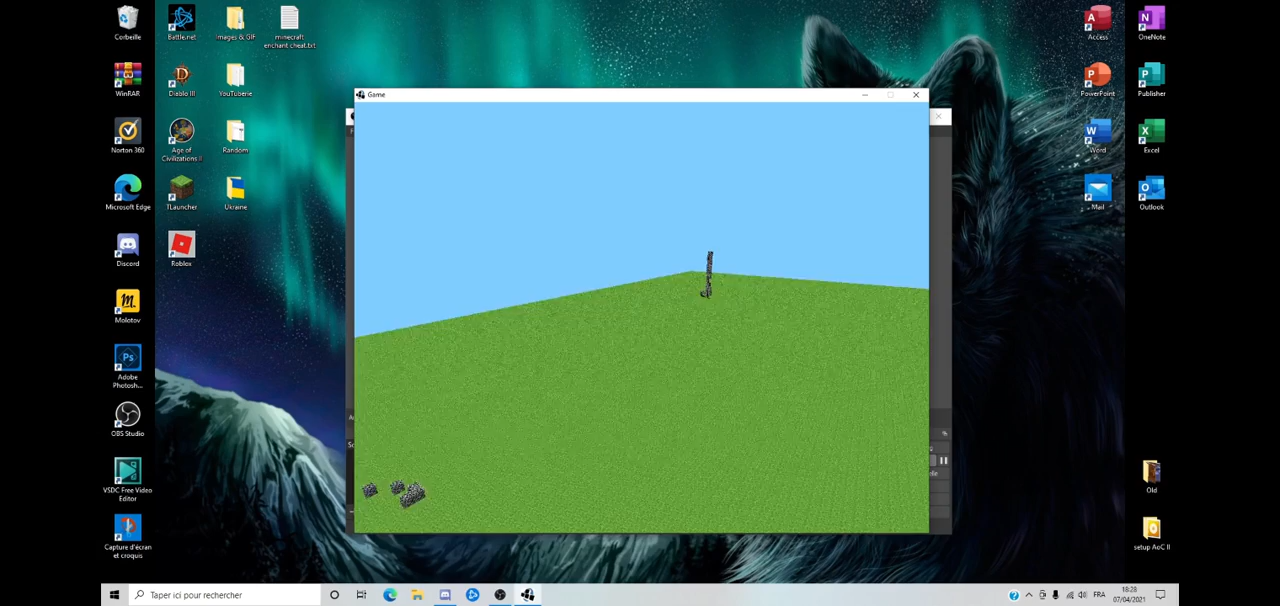 Corbeille
Battle.net
Images & GIF
minecraft
enchant cheat.txt
Access
OneNote
WinRAR
Diablo III
YouTuberie
PowerPoint
Publisher
Game
Norton 360
Age of
Civilizations II
Random
Word
Excel
Microsoft Edge
TLauncher
Ukraine
Mail
Outlook
Discord
Roblox
Molotov
Adobe
Photosh...
OBS Studio
VSDC Free Video
Editor
Old
Capture d'écran
et croquis
setup AoC II
Taper ici pour rechercher
FRA
18:28
07/04/2021